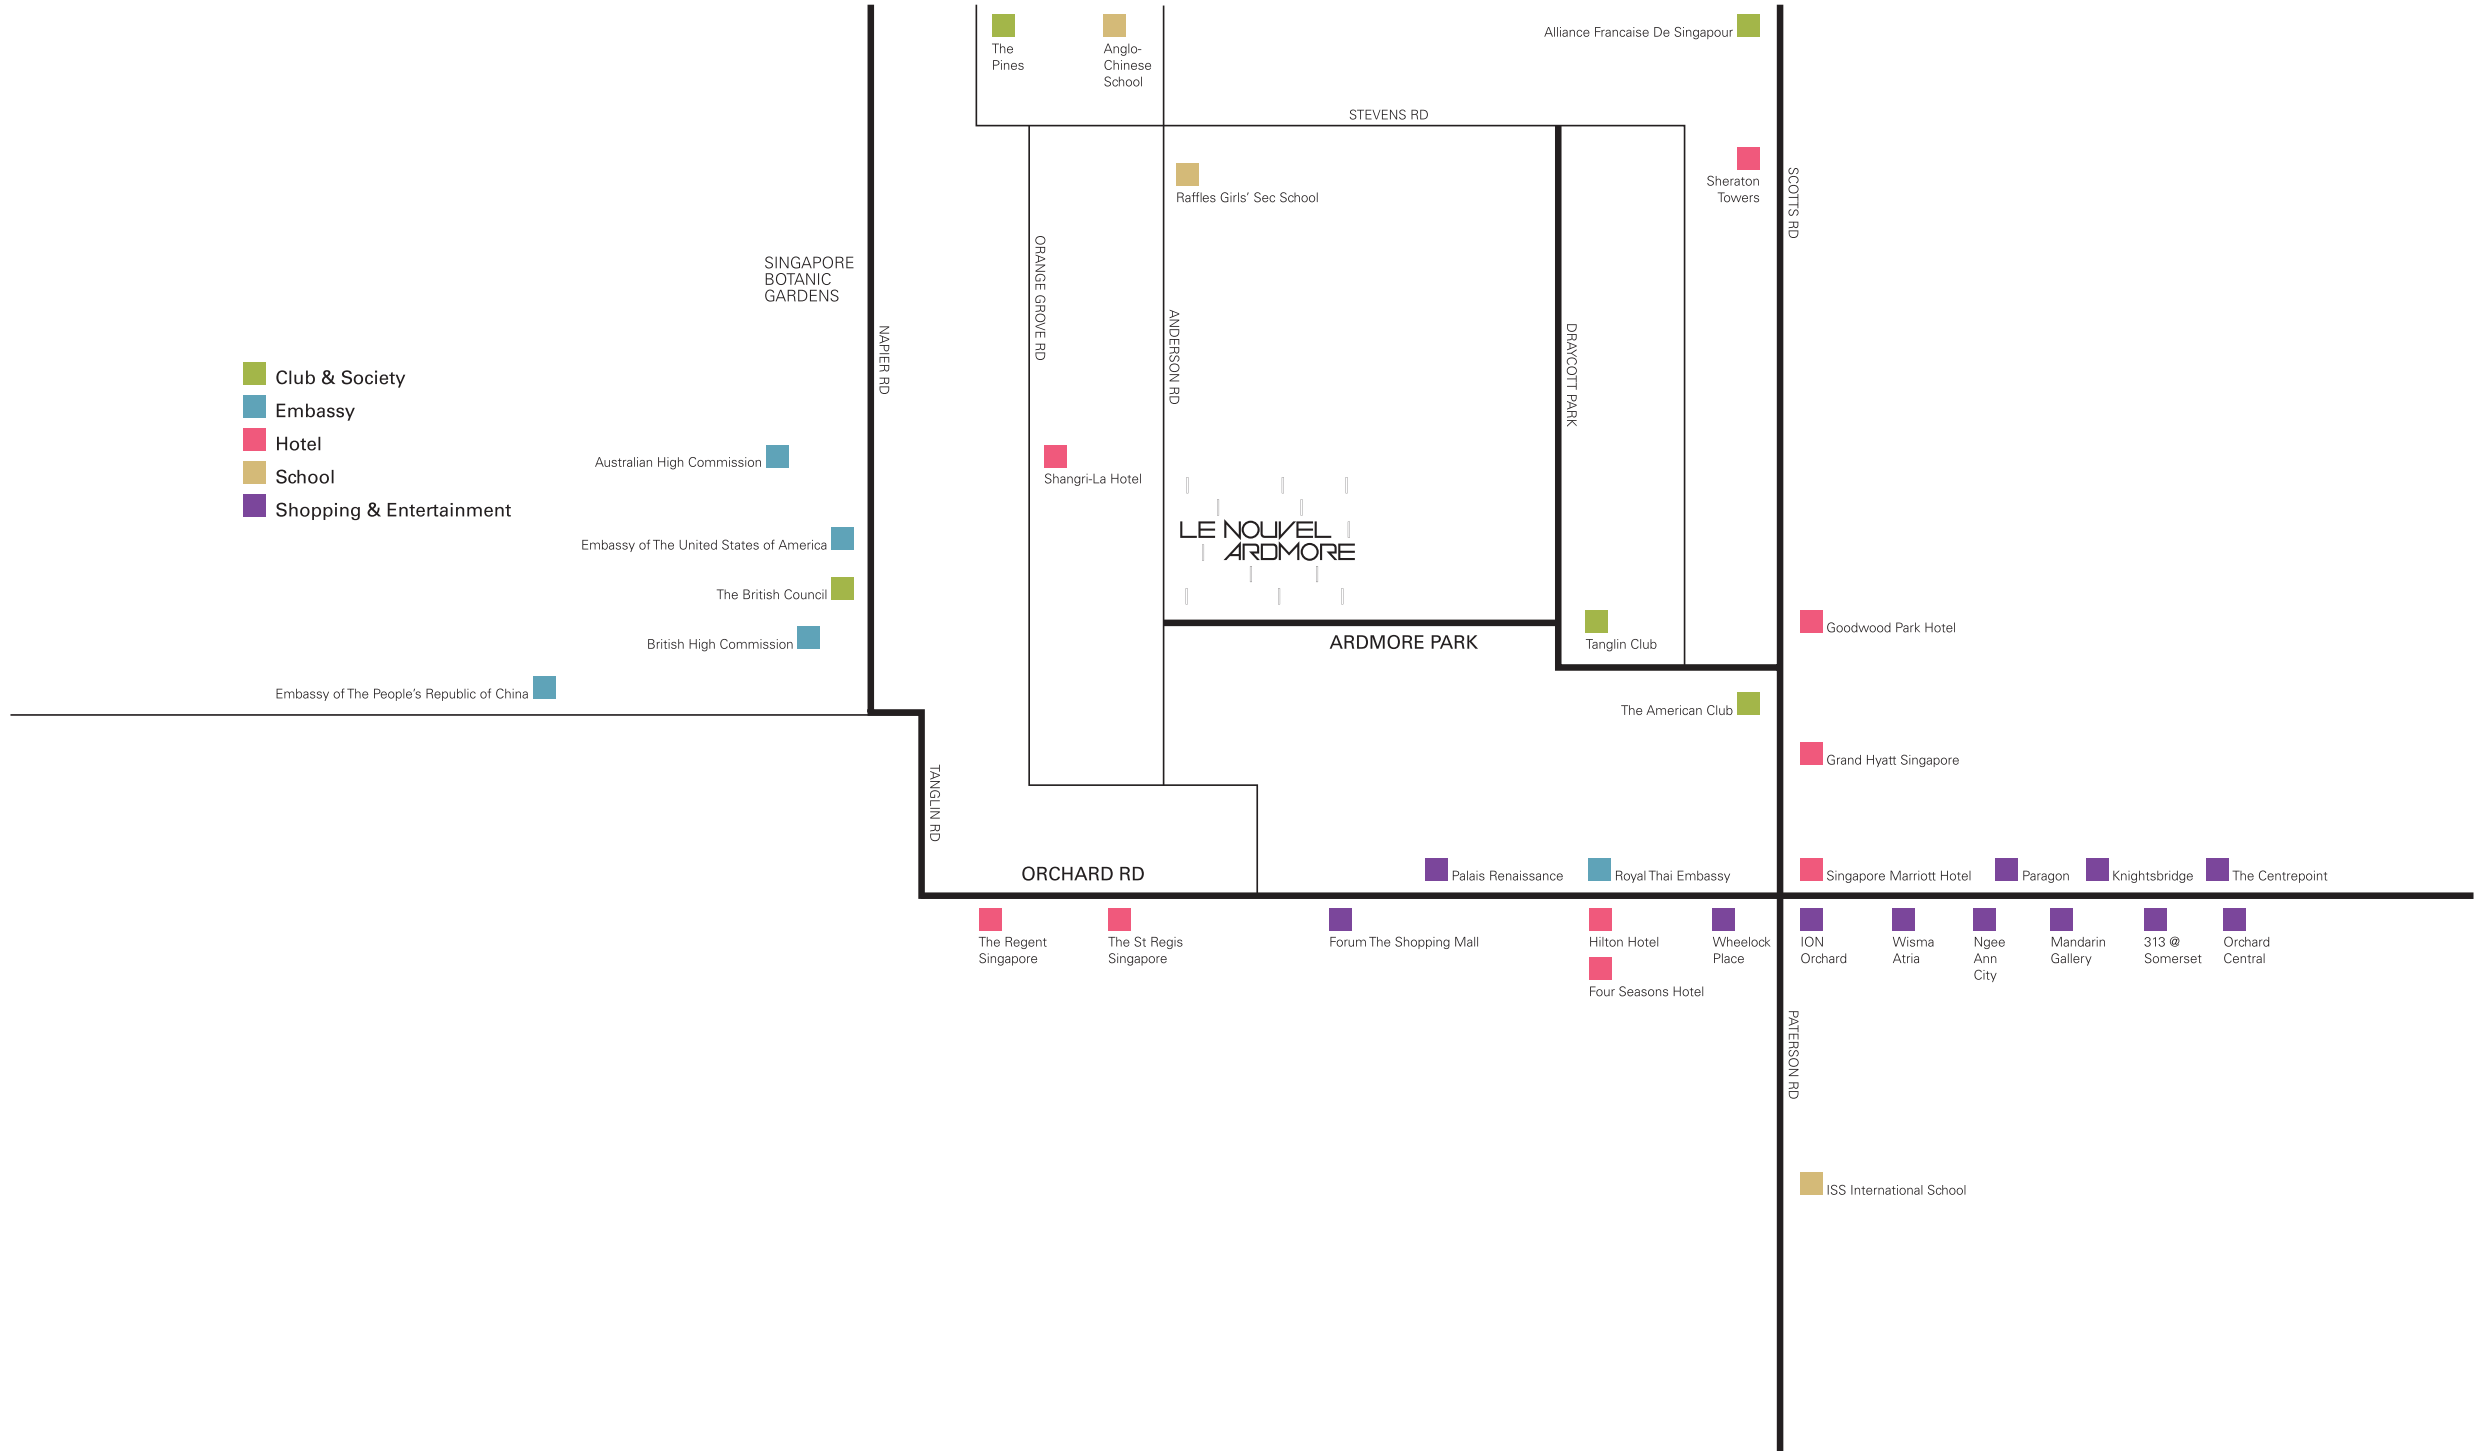 The
Pines
Anglo-
Chinese
School
Alliance Francaise De Singapour
STEVENS RD
Raffles Girls' Sec School
Sheraton
Towers
SCOTTS RD
ORANGE GROVE RD
SINGAPORE
BOTANIC
GARDENS
NAPIER RD
ANDERSON RD
DRAYCOTT PARK
Club & Society
Embassy
Hotel
School
Shopping & Entertainment
Australian High Commission
Shangri-La Hotel
Embassy of The United States of America
LE NOUVEL
ARDMORE
The British Council
British High Commission
ARDMORE PARK
Tanglin Club
Goodwood Park Hotel
Embassy of The People's Republic of China
The American Club
Grand Hyatt Singapore
TANGLIN RD
ORCHARD RD
Palais Renaissance
Royal Thai Embassy
Singapore Marriott Hotel
Paragon
Knightsbridge
The Centrepoint
The Regent
Singapore
The St Regis
Singapore
Forum The Shopping Mall
Hilton Hotel
Wheelock
Place
ION
Orchard
Wisma
Atria
Ngee
Ann
City
Mandarin
Gallery
313 @
Somerset
Orchard
Central
Four Seasons Hotel
PATERSON RD
ISS International School